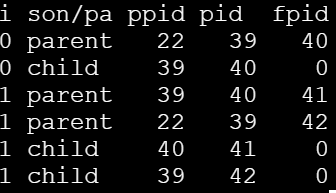 i son/pa ppid pid fpid
0 parent 22 39 40
0 child 39 40 0
1 parent 39 40 41
1 parent 22 39 42
1 child 40 41 0
1 child 39 42 0